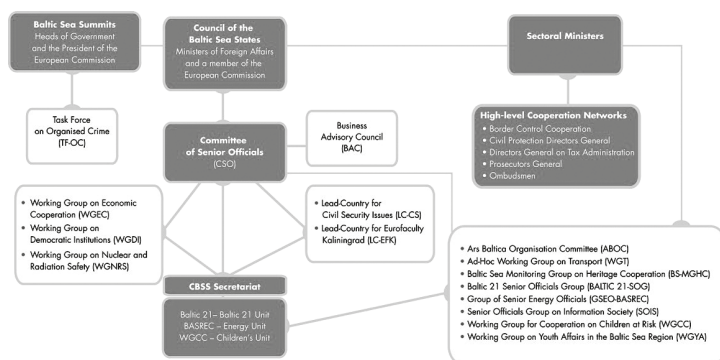 Baltic Sea Summits
Heads of Government
and the President of the
European Commission
Council of the
Baltic Sea States
Ministers of Foreign Affairs
and a member of the
European Commission
Sectoral Ministers
Task Force
on Organised Crime
(TF-OC)
Committee
of Senior Officials
(CSO)
Business
Advisory Council
(BAC)
High-level Cooperation Networks
• Border Control Cooperation
• Civil Protection Directors General
• Directors General on Tax Administration
• Prosecutors General
• Ombudsmen
• Working Group on Economic
Cooperation (WGEC)
• Working Group on
Democratic Institutions (WGDI)
• Working Group on Nuclear and
Radiation Safety (WGNRS)
• Lead-Country for
Civil Security Issues (LC-CS)
• Lead-Country for Eurofaculty
Kaliningrad (LC-EFK)
CBSS Secretariat
Baltic 21– Baltic 21 Unit
BASREC – Energy Unit
WGCC – Children's Unit
• Ars Baltica Organisation Committee (ABOC)
• Ad-Hoc Working Group on Transport (WGT)
• Baltic Sea Monitoring Group on Heritage Cooperation (BS-MGHC)
• Baltic 21 Senior Officials Group (BALTIC 21-SOG)
• Group of Senior Energy Officials (GSEO-BASREC)
• Senior Officials Group on Information Society (SOIS)
• Working Group for Cooperation on Children at Risk (WGCC)
• Working Group on Youth Affairs in the Baltic Sea Region (WGYA)